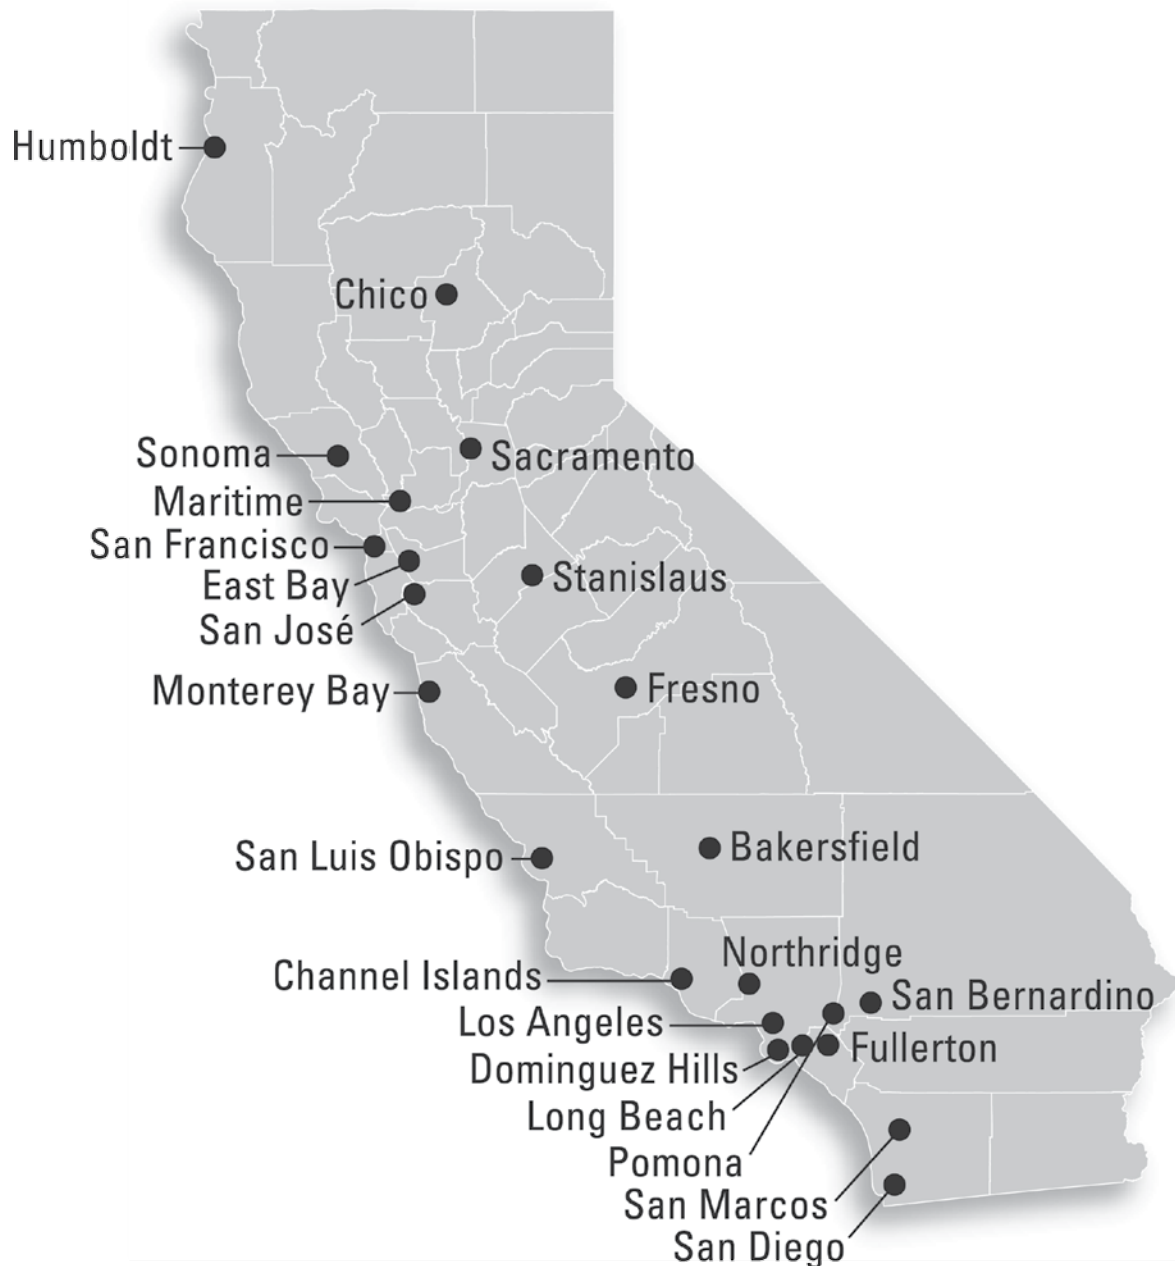 Humboldt
Chico
Sonoma
Sacramento
Maritime
San Francisco
East Bay
Stanislaus
San José
Monterey Bay
Fresno
San Luis Obispo
Bakersfield
Northridge
Channel Islands
San Bernardino
Los Angeles
Fullerton
Dominguez Hills
Long Beach
Pomona
San Marcos
San Diego